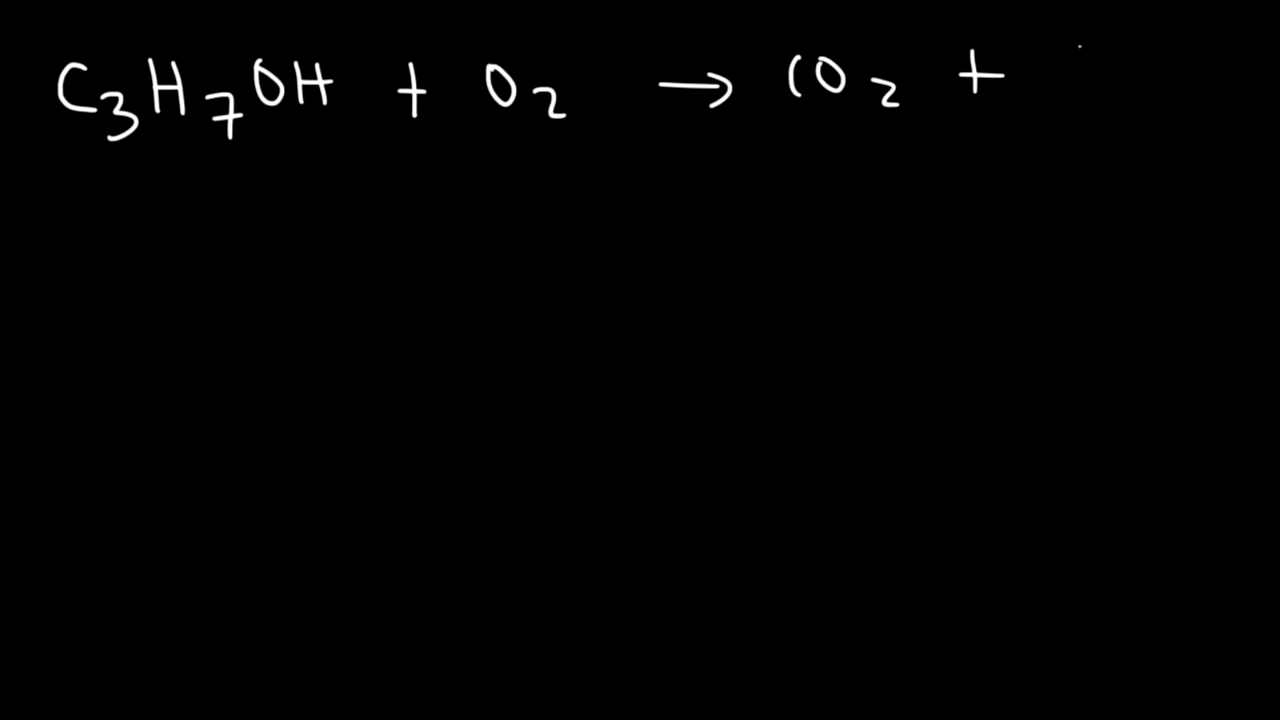 C₃H₇OH + O₂ → CO₂ +